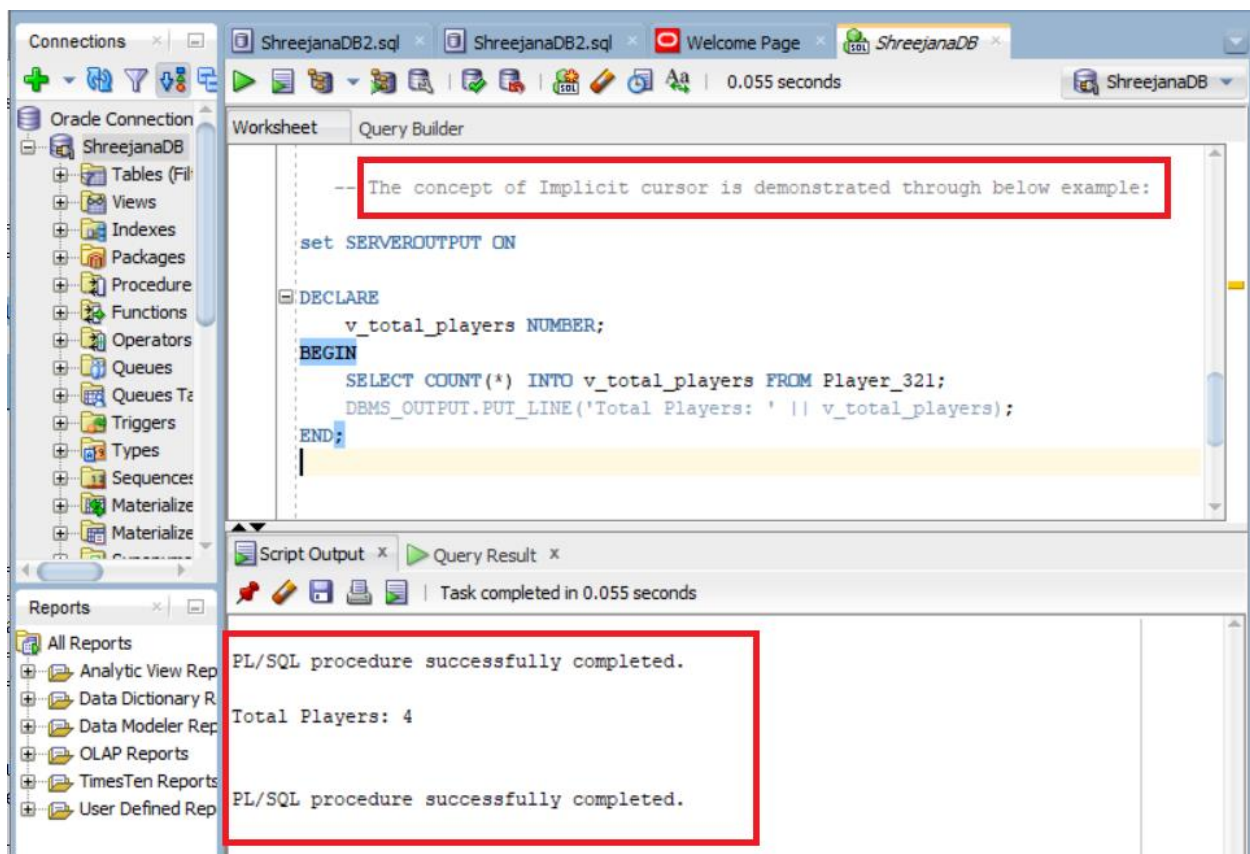 Connections
ShreejanaDB2.sql
ShreejanaDB2.sql
Welcome Page
ShreejanaDB
0.055 seconds
ShreejanaDB
Oracle Connection
ShreejanaDB
Tables (Fil
Views
Indexes
Packages
Procedure
Functions
Operators
Queues
Queues Ta
Triggers
Types
Sequences
Materialize
Materialize
Worksheet
Query Builder
-- The concept of Implicit cursor is demonstrated through below example:
set SERVEROUTPUT ON
DECLARE
v_total_players NUMBER;
BEGIN
SELECT COUNT(*) INTO v_total_players FROM Player_321;
DBMS_OUTPUT.PUT_LINE('Total Players: ' || v_total_players);
END;
Script Output
Query Result
Task completed in 0.055 seconds
PL/SQL procedure successfully completed.
Total Players: 4
PL/SQL procedure successfully completed.
Reports
All Reports
Analytic View Rep
Data Dictionary R
Data Modeler Rep
OLAP Reports
TimesTen Reports
User Defined Rep